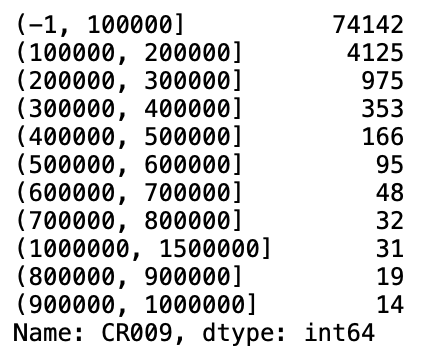 (-1, 100000]          74142
(100000, 200000]       4125
(200000, 300000]        975
(300000, 400000]        353
(400000, 500000]        166
(500000, 600000]         95
(600000, 700000]         48
(700000, 800000]         32
(1000000, 1500000]       31
(800000, 900000]         19
(900000, 1000000]        14
Name: CR009, dtype: int64